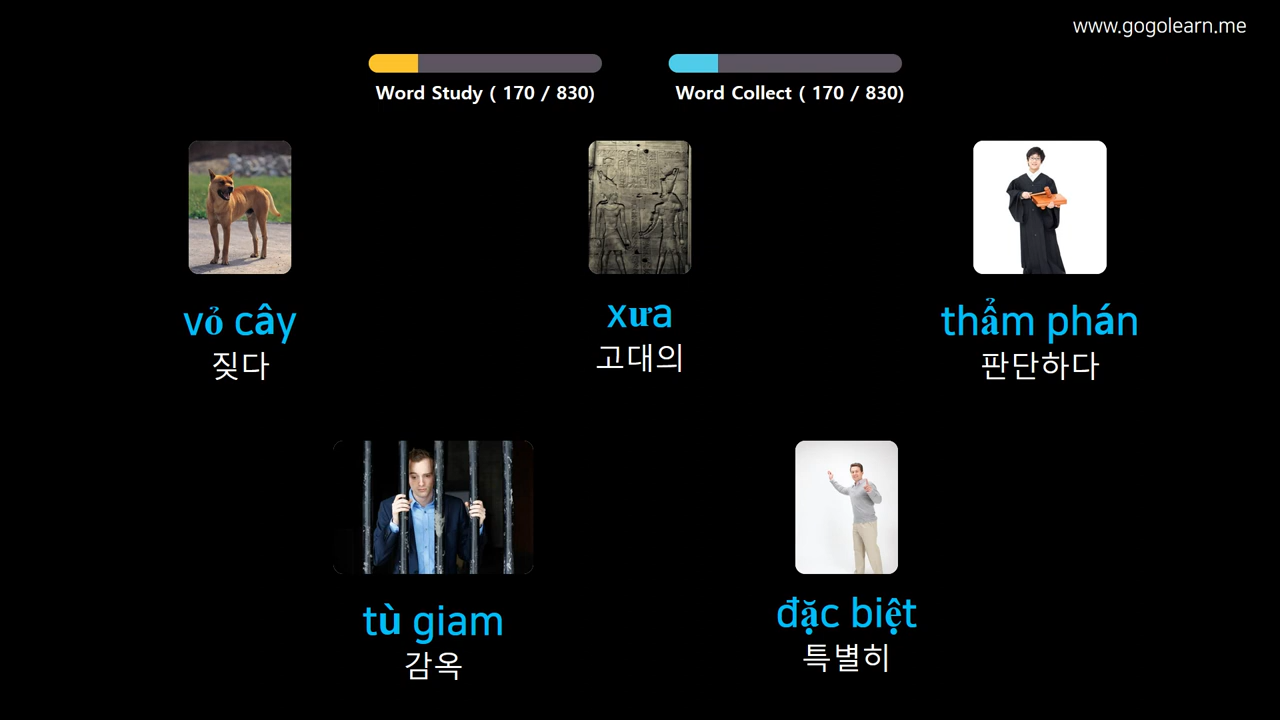 www.gogolearn.me
Word Study ( 170 / 830)
Word Collect ( 170 / 830)
vỏ cây
짖다
xưa
고대의
thẩm phán
판단하다
tù giam
감옥
đặc biệt
특별히